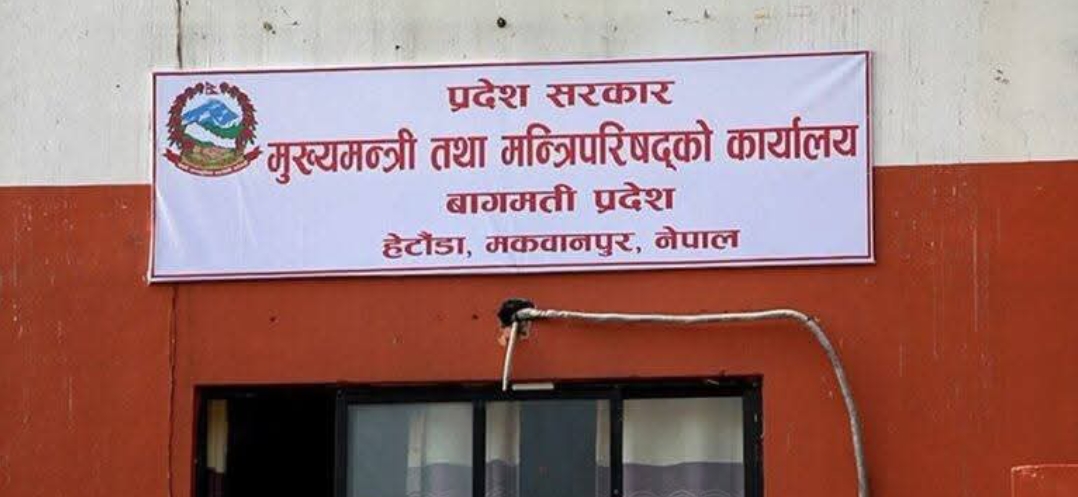 प्रदेश सरकार
मुख्यमन्त्री तथा मन्त्रिपरिषद्को कार्यालय
बागमती प्रदेश
हेटौंडा, मकवानपुर, नेपाल